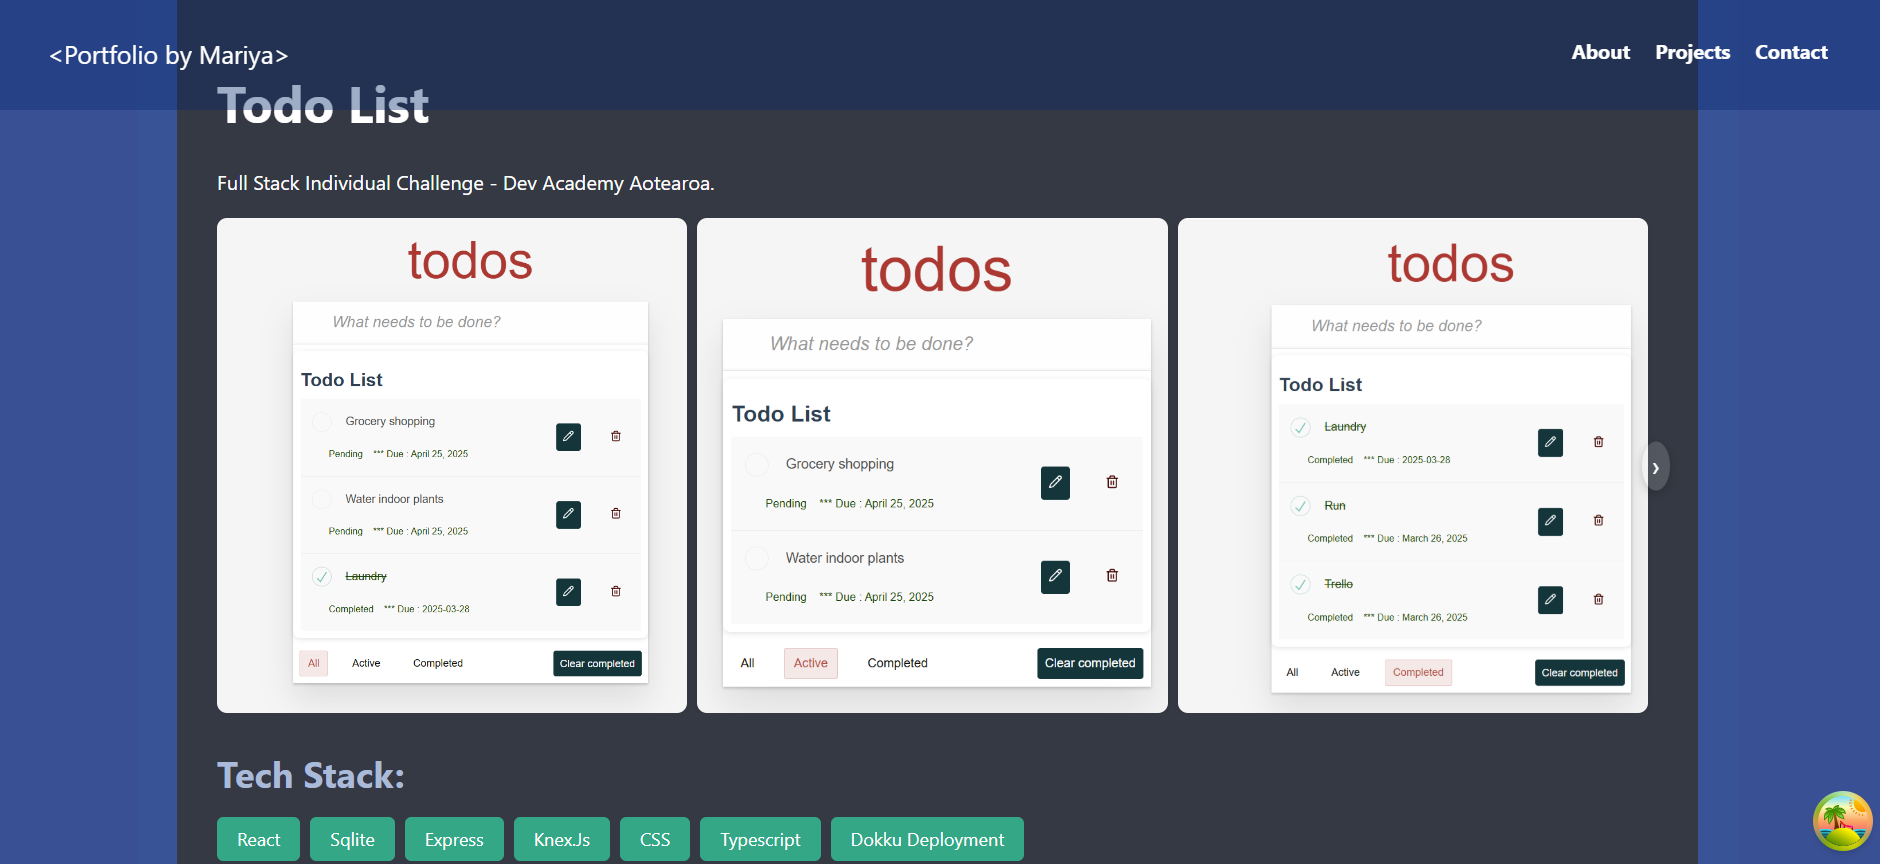 <Portfolio by Mariya>
About Projects Contact
Todo List
Full Stack Individual Challenge - Dev Academy Aotearoa.
todos
What needs to be done?
Todo List
Grocery shopping
Pending *** Due : April 25, 2025
Water indoor plants
Pending *** Due : April 25, 2025
Laundry
Completed *** Due : 2025-03-28
All Active Completed Clear completed
todos
What needs to be done?
Todo List
Grocery shopping
Pending *** Due : April 25, 2025
Water indoor plants
Pending *** Due : April 25, 2025
All Active Completed Clear completed
todos
What needs to be done?
Todo List
Laundry
Completed *** Due : 2025-03-28
Run
Completed *** Due : March 26, 2025
Trello
Completed *** Due : March 26, 2025
All Active Completed Clear completed
Tech Stack:
React Sqlite Express Knex.Js CSS Typescript Dokku Deployment